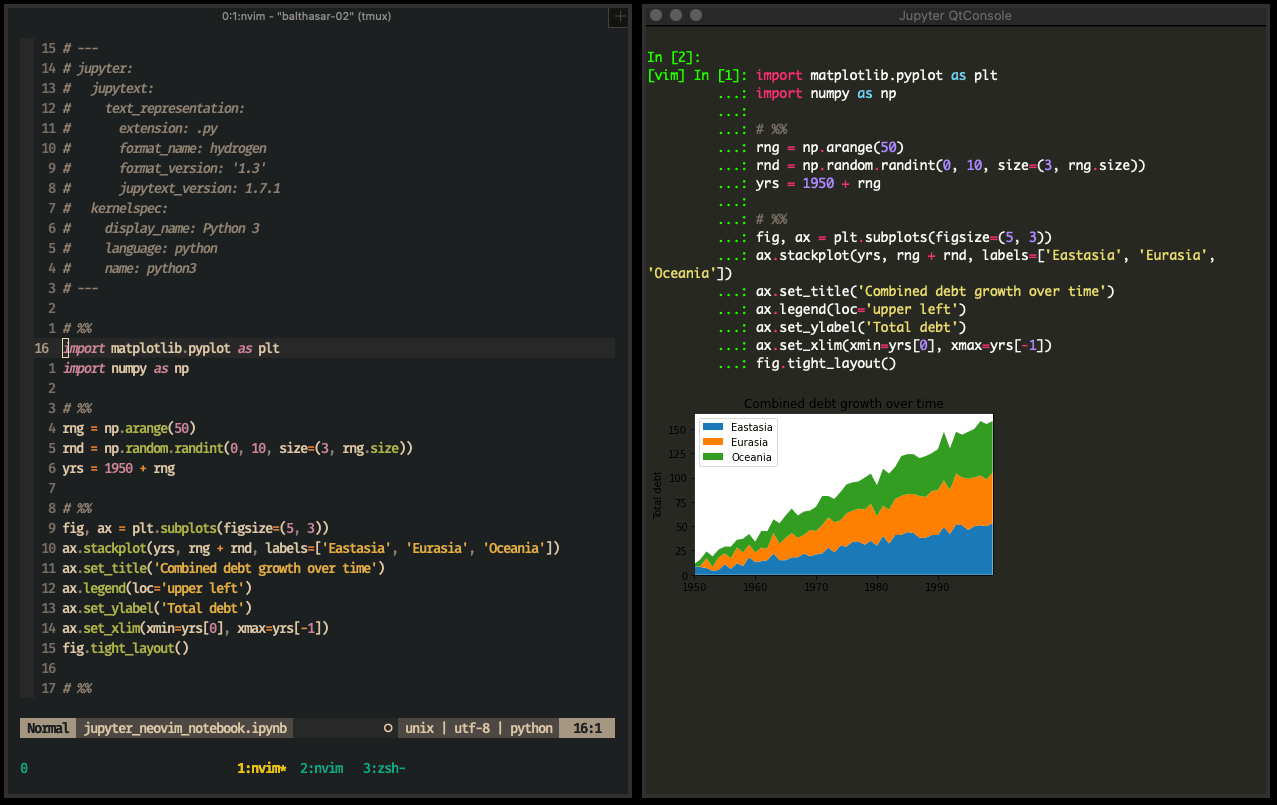 0:1:nvim - "balthasar-02" (tmux)
15 # ---
14 # jupyter:
13 #   jupytext:
12 #     text_representation:
11 #       extension: .py
10 #       format_name: hydrogen
9 #       format_version: '1.3'
8 #       jupytext_version: 1.7.1
7 #   kernelspec:
6 #     display_name: Python 3
5 #     language: python
4 #     name: python3
3 # ---
2
1 # %%
16 import matplotlib.pyplot as plt
1 import numpy as np
2
3 # %%
4 rng = np.arange(50)
5 rnd = np.random.randint(0, 10, size=(3, rng.size))
6 yrs = 1950 + rng
7
8 # %%
9 fig, ax = plt.subplots(figsize=(5, 3))
10 ax.stackplot(yrs, rng + rnd, labels=['Eastasia', 'Eurasia', 'Oceania'])
11 ax.set_title('Combined debt growth over time')
12 ax.legend(loc='upper left')
13 ax.set_ylabel('Total debt')
14 ax.set_xlim(xmin=yrs[0], xmax=yrs[-1])
15 fig.tight_layout()
16
17 # %%
Normal jupyter_neovim_notebook.ipynb unix | utf-8 | python 16:1
0 1:nvim* 2:nvim 3:zsh-
Jupyter QtConsole
In [2]:
[vim] In [1]: import matplotlib.pyplot as plt
...: import numpy as np
...:
...: # %%
...: rng = np.arange(50)
...: rnd = np.random.randint(0, 10, size=(3, rng.size))
...: yrs = 1950 + rng
...:
...: # %%
...: fig, ax = plt.subplots(figsize=(5, 3))
...: ax.stackplot(yrs, rng + rnd, labels=['Eastasia', 'Eurasia',
'Oceania'])
...: ax.set_title('Combined debt growth over time')
...: ax.legend(loc='upper left')
...: ax.set_ylabel('Total debt')
...: ax.set_xlim(xmin=yrs[0], xmax=yrs[-1])
...: fig.tight_layout()
Combined debt growth over time
Eastasia
Eurasia
Oceania
Total debt
150
125
100
75
50
25
0
1950 1960 1970 1980 1990